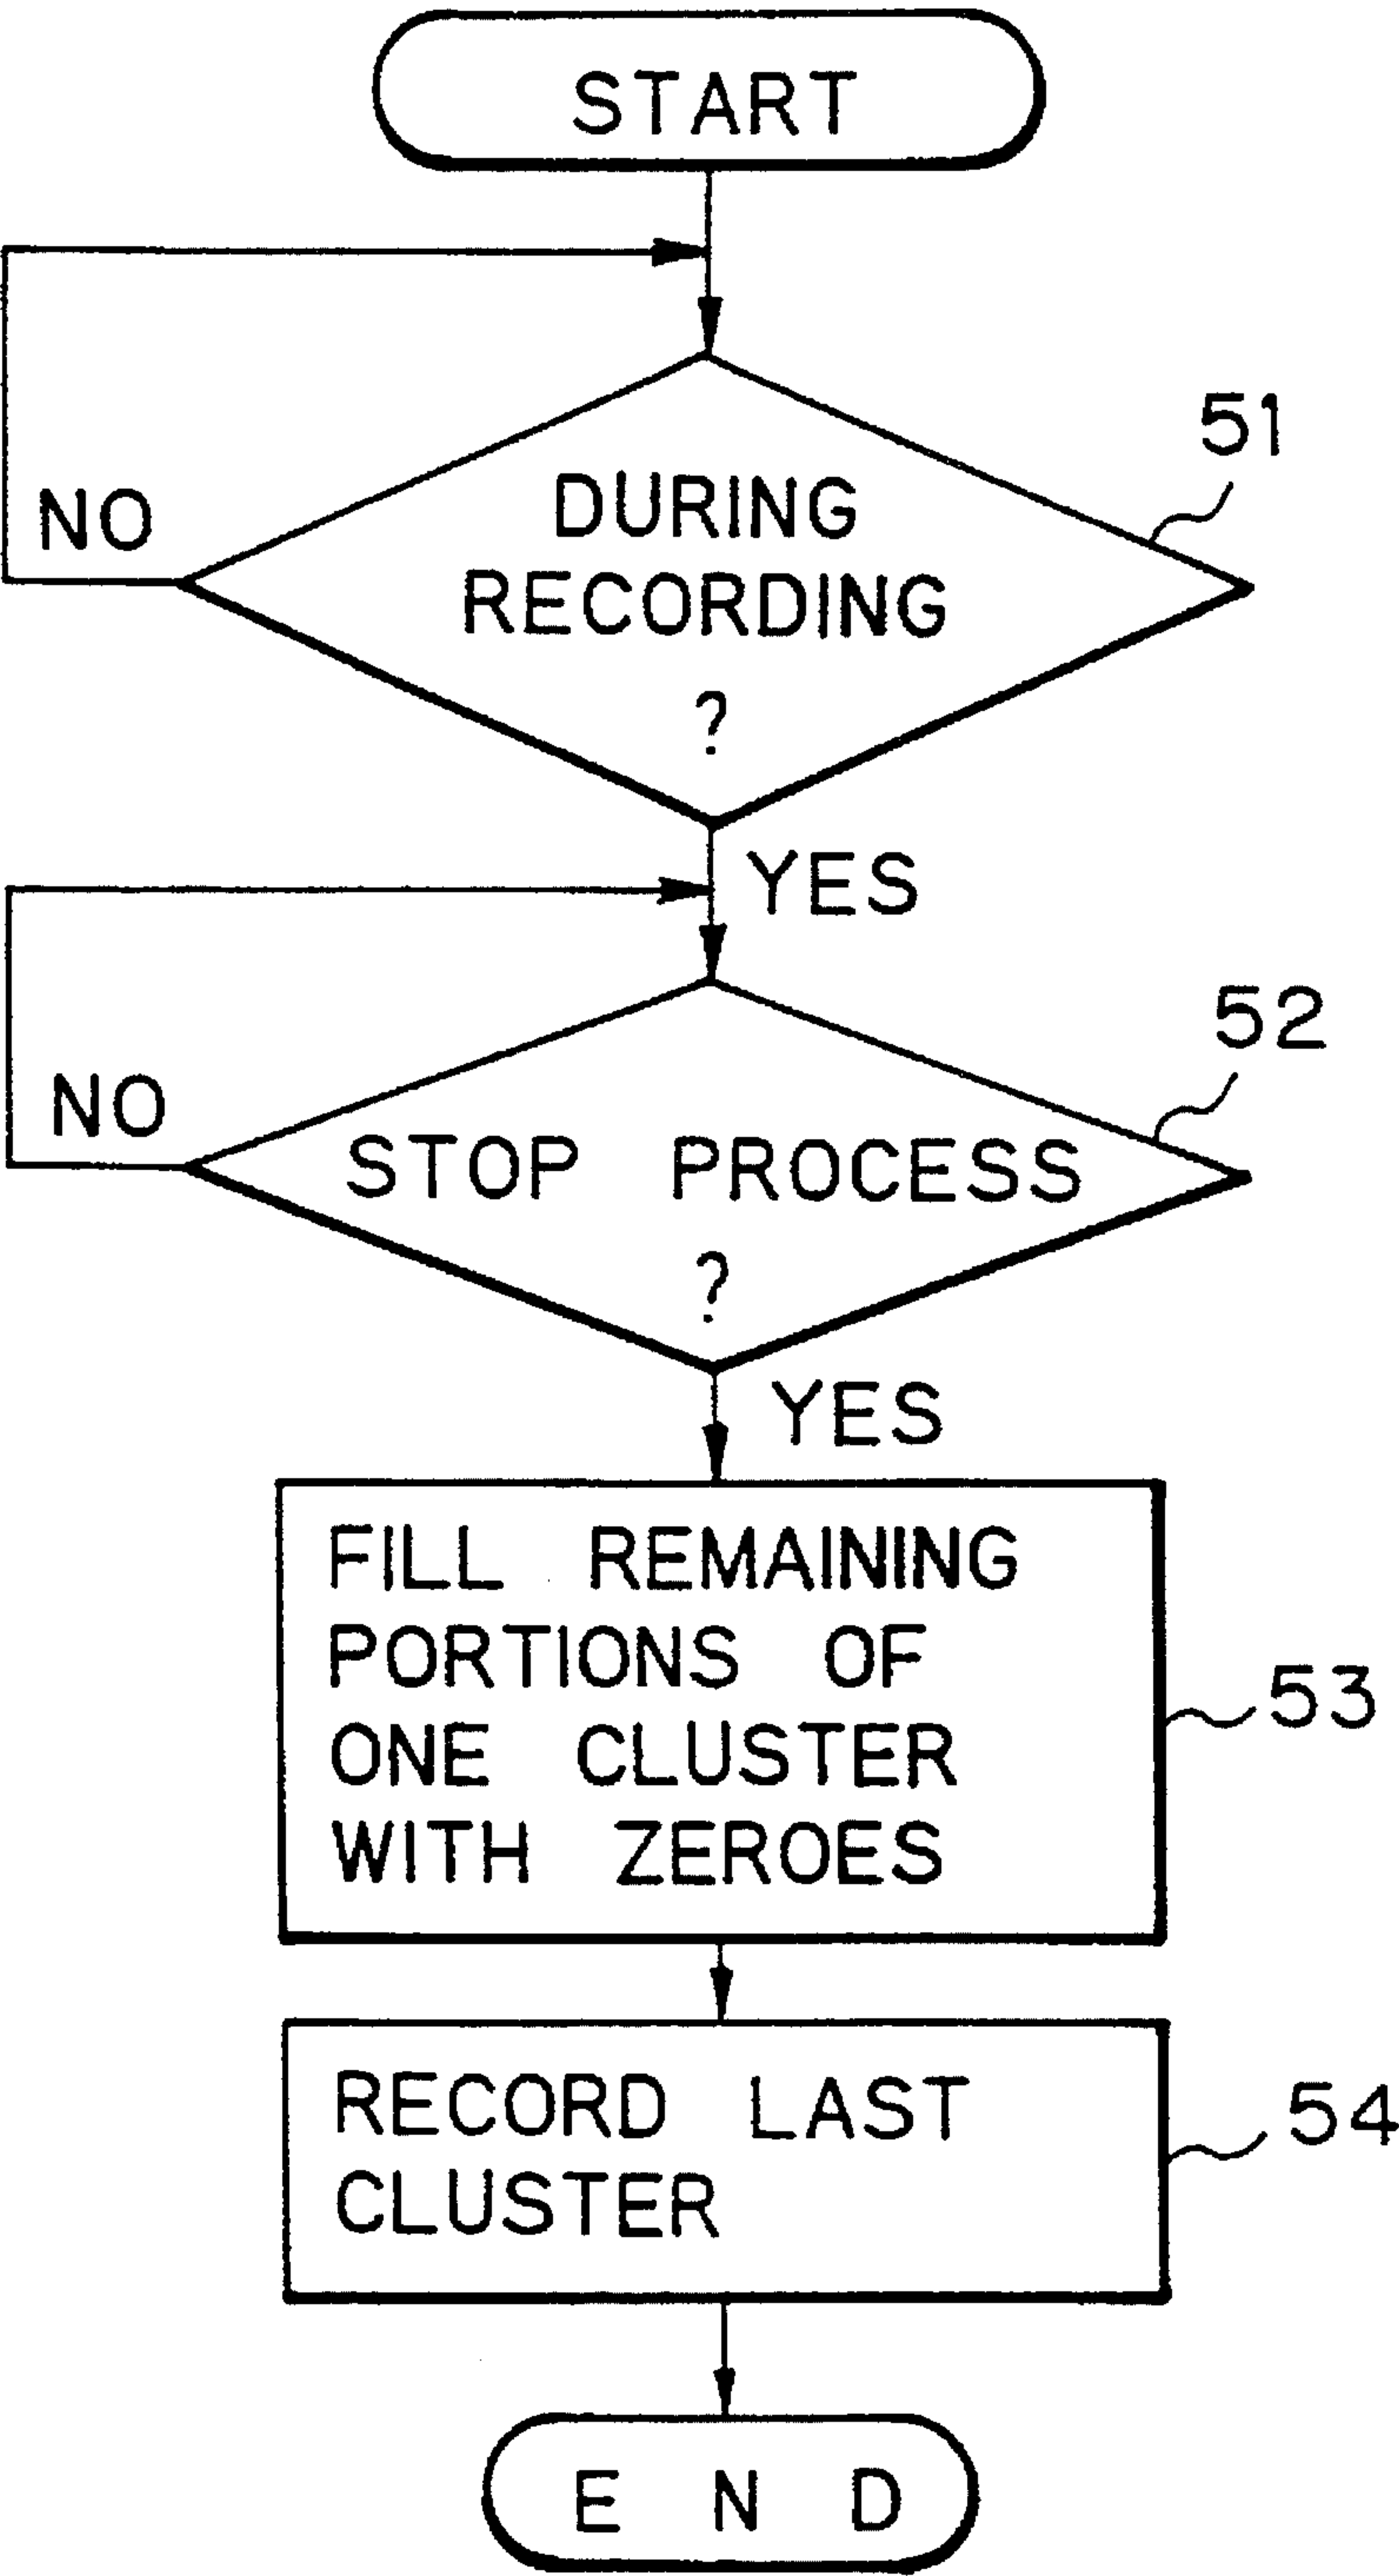 START
51
DURING
NO
RECORDING
?
YES
52
NO
STOP PROCESS
?
YES
FILL REMAINING
PORTIONS OF
53
ONE CLUSTER
WITH ZEROES
RECORD LAST
54
CLUSTER
END